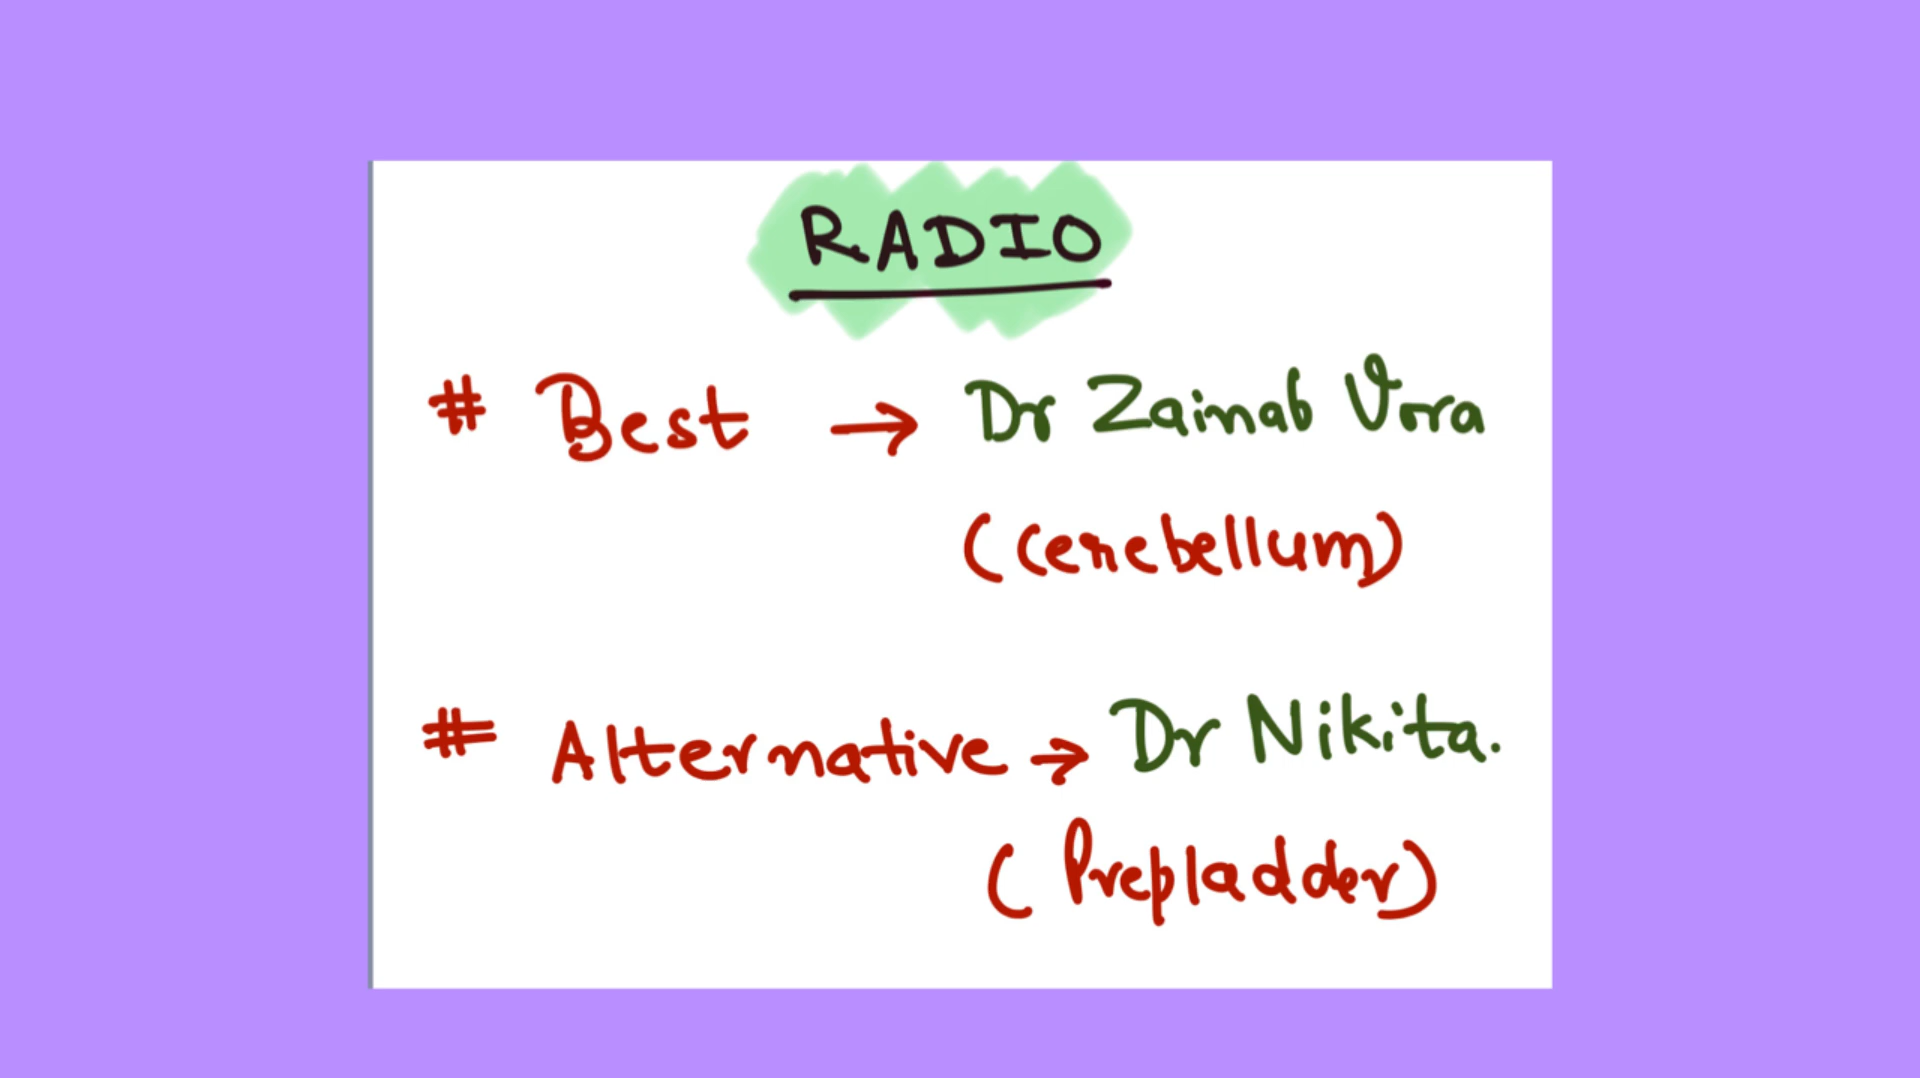 RADIO
# Best → Dr Zainab Vora
(Cerebellum)
# Alternative → Dr Nikita.
(Prepladder)